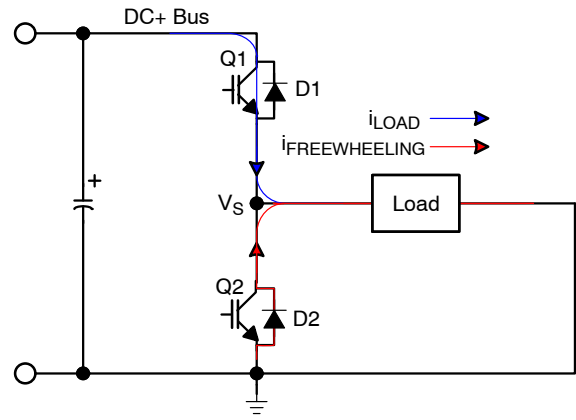 DC+ Bus
Q1
D1
iLOAD
iFREEWHEELING
+
VS
Load
Q2
D2